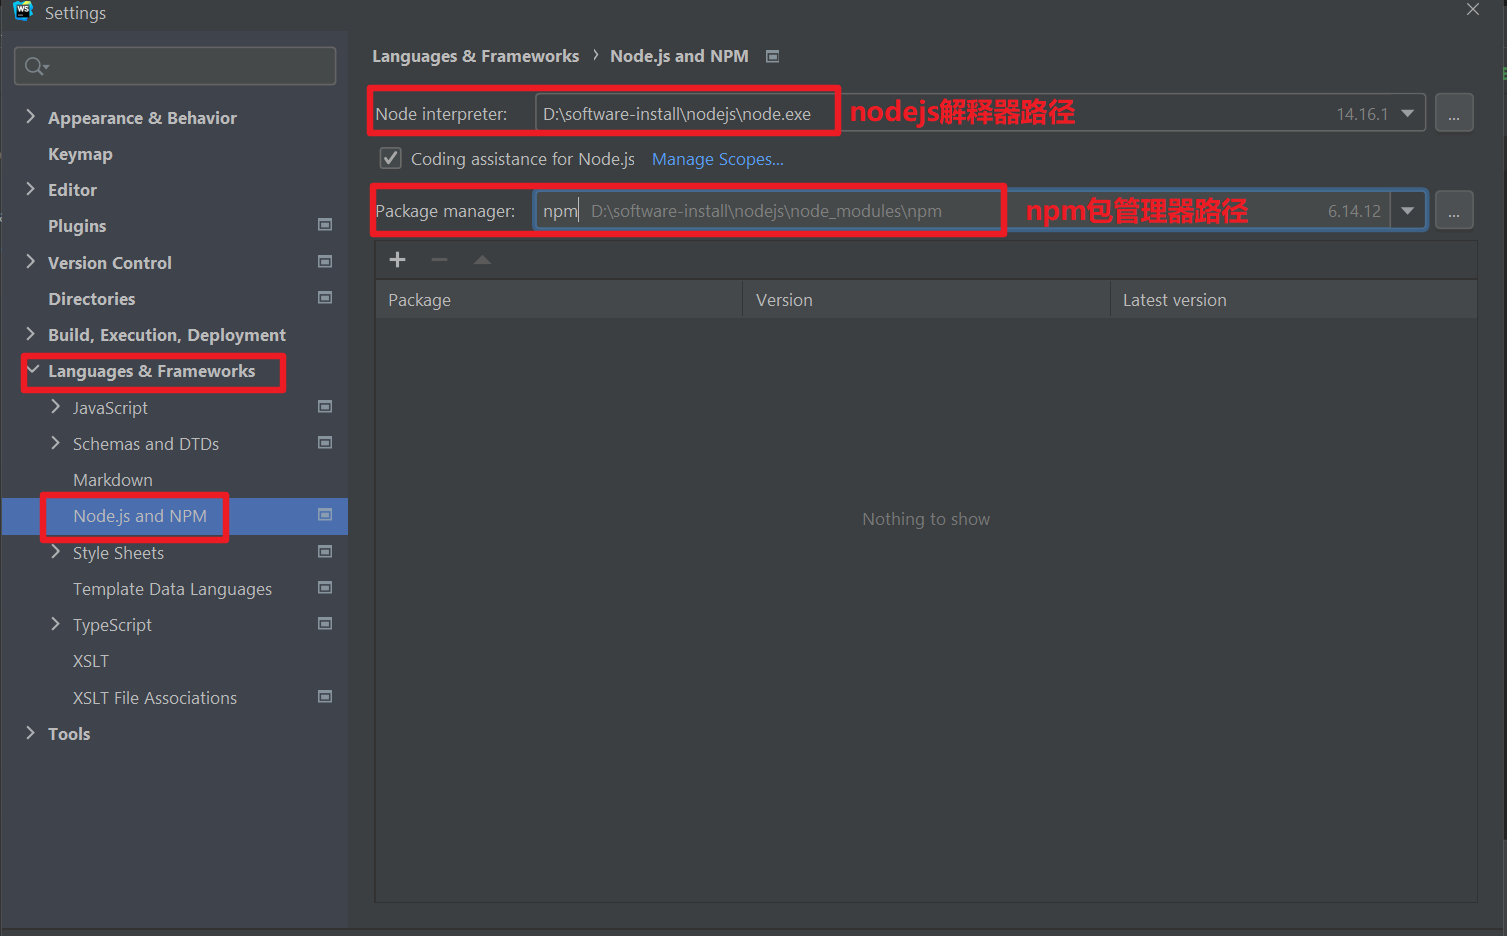 WS
Settings
Appearance & Behavior
Keymap
Editor
Plugins
Version Control
Directories
Build, Execution, Deployment
Languages & Frameworks
JavaScript
Schemas and DTDs
Markdown
Node.js and NPM
Style Sheets
Template Data Languages
TypeScript
XSLT
XSLT File Associations
Tools
Languages & Frameworks › Node.js and NPM
Node interpreter: D:\software-install\nodejs\node.exe nodejs解释器路径 14.16.1 ...
Coding assistance for Node.js Manage Scopes...
Package manager: npm D:\software-install\nodejs\node_modules\npm npm包管理器路径 6.14.12 ...
Package Version Latest version
Nothing to show